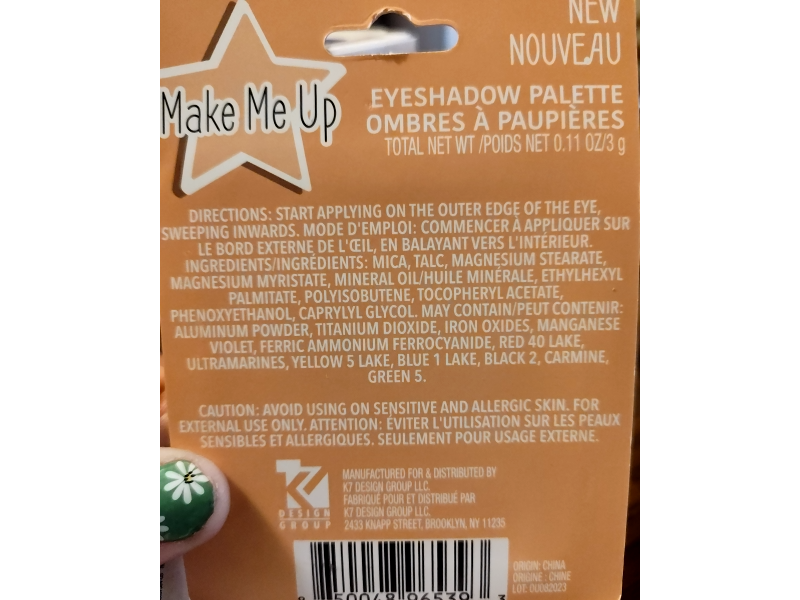 NEW
NOUVEAU
Make Me Up
EYESHADOW PALETTE
OMBRES À PAUPIÈRES
TOTAL NET WT /POIDS NET 0.11 OZ/3 g
DIRECTIONS: START APPLYING ON THE OUTER EDGE OF THE EYE,
SWEEPING INWARDS. MODE D'EMPLOI: COMMENCER À APPLIQUER SUR
LE BORD EXTERNE DE L'ŒIL, EN BALAYANT VERS L'INTÉRIEUR.
INGREDIENTS/INGRÉDIENTS: MICA, TALC, MAGNESIUM STEARATE,
MAGNESIUM MYRISTATE, MINERAL OIL/HUILE MINÉRALE, ETHYLHEXYL
PALMITATE, POLYISOBUTENE, TOCOPHERYL ACETATE,
PHENOXYETHANOL, CAPRYLYL GLYCOL. MAY CONTAIN/PEUT CONTENIR:
ALUMINUM POWDER, TITANIUM DIOXIDE, IRON OXIDES, MANGANESE
VIOLET, FERRIC AMMONIUM FERROCYANIDE, RED 40 LAKE,
ULTRAMARINES, YELLOW 5 LAKE, BLUE 1 LAKE, BLACK 2, CARMINE,
GREEN 5.
CAUTION: AVOID USING ON SENSITIVE AND ALLERGIC SKIN. FOR
EXTERNAL USE ONLY. ATTENTION: ÉVITER L'UTILISATION SUR LES PEAUX
SENSIBLES ET ALLERGIQUES. SEULEMENT POUR USAGE EXTERNE.
K7
DESIGN
GROUP
MANUFACTURED FOR & DISTRIBUTED BY
K7 DESIGN GROUP LLC.
FABRIQUÉ POUR ET DISTRIBUÉ PAR
K7 DESIGN GROUP LLC.
2433 KNAPP STREET, BROOKLYN, NY 11235
ORIGIN: CHINA
ORIGINE : CHINE
LOT: OU082023
8 50048 96539 3